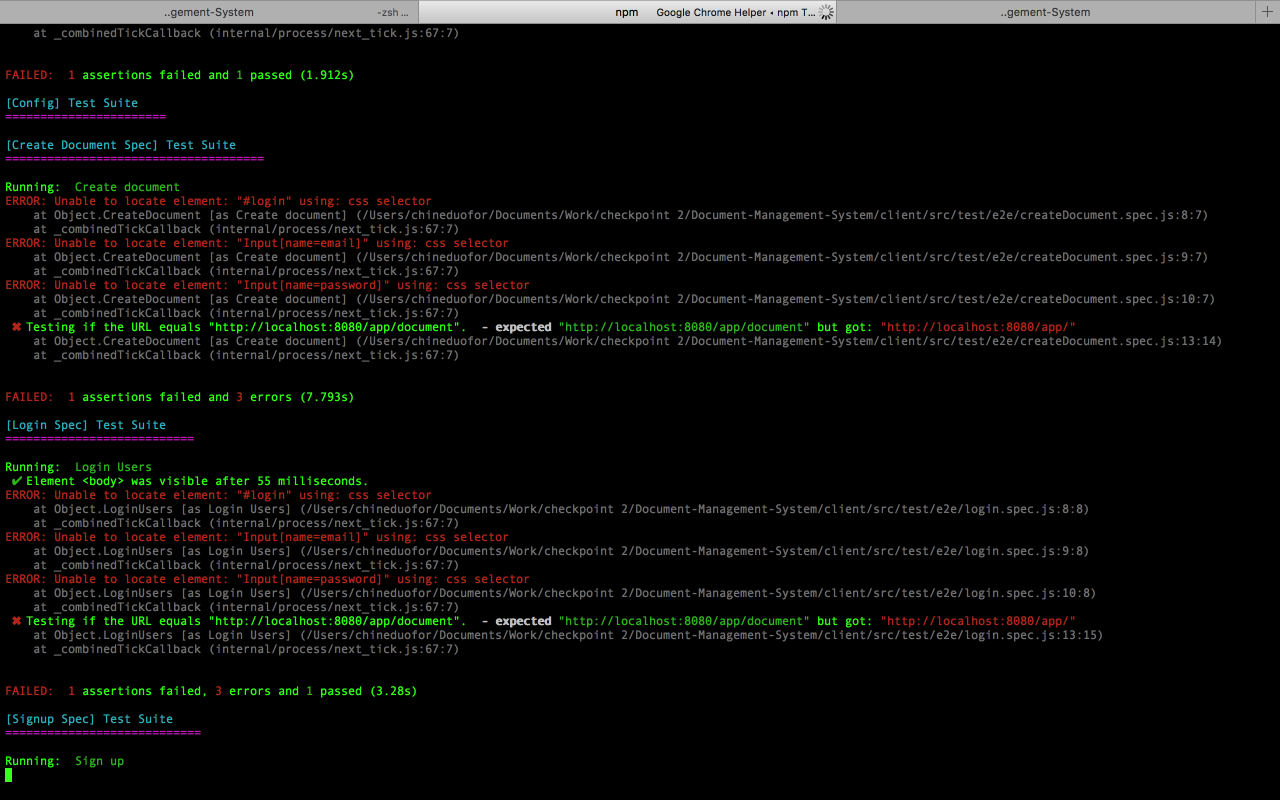 ..gement-System -zsh ... npm Google Chrome Helper • npm T... ..gement-System +
at _combinedTickCallback (internal/process/next_tick.js:67:7)
FAILED:  1 assertions failed and 1 passed (1.912s)
[Config] Test Suite
=======================
[Create Document Spec] Test Suite
=====================================
Running:  Create document
ERROR: Unable to locate element: "#login" using: css selector
at Object.CreateDocument [as Create document] (/Users/chineduofor/Documents/Work/checkpoint 2/Document-Management-System/client/src/test/e2e/createDocument.spec.js:8:7)
at _combinedTickCallback (internal/process/next_tick.js:67:7)
ERROR: Unable to locate element: "Input[name=email]" using: css selector
at Object.CreateDocument [as Create document] (/Users/chineduofor/Documents/Work/checkpoint 2/Document-Management-System/client/src/test/e2e/createDocument.spec.js:9:7)
at _combinedTickCallback (internal/process/next_tick.js:67:7)
ERROR: Unable to locate element: "Input[name=password]" using: css selector
at Object.CreateDocument [as Create document] (/Users/chineduofor/Documents/Work/checkpoint 2/Document-Management-System/client/src/test/e2e/createDocument.spec.js:10:7)
at _combinedTickCallback (internal/process/next_tick.js:67:7)
✖ Testing if the URL equals "http://localhost:8080/app/document".  - expected "http://localhost:8080/app/document" but got: "http://localhost:8080/app/"
at Object.CreateDocument [as Create document] (/Users/chineduofor/Documents/Work/checkpoint 2/Document-Management-System/client/src/test/e2e/createDocument.spec.js:13:14)
at _combinedTickCallback (internal/process/next_tick.js:67:7)
FAILED:  1 assertions failed and 3 errors (7.793s)
[Login Spec] Test Suite
===========================
Running:  Login Users
✔ Element <body> was visible after 55 milliseconds.
ERROR: Unable to locate element: "#login" using: css selector
at Object.LoginUsers [as Login Users] (/Users/chineduofor/Documents/Work/checkpoint 2/Document-Management-System/client/src/test/e2e/login.spec.js:8:8)
at _combinedTickCallback (internal/process/next_tick.js:67:7)
ERROR: Unable to locate element: "Input[name=email]" using: css selector
at Object.LoginUsers [as Login Users] (/Users/chineduofor/Documents/Work/checkpoint 2/Document-Management-System/client/src/test/e2e/login.spec.js:9:8)
at _combinedTickCallback (internal/process/next_tick.js:67:7)
ERROR: Unable to locate element: "Input[name=password]" using: css selector
at Object.LoginUsers [as Login Users] (/Users/chineduofor/Documents/Work/checkpoint 2/Document-Management-System/client/src/test/e2e/login.spec.js:10:8)
at _combinedTickCallback (internal/process/next_tick.js:67:7)
✖ Testing if the URL equals "http://localhost:8080/app/document".  - expected "http://localhost:8080/app/document" but got: "http://localhost:8080/app/"
at Object.LoginUsers [as Login Users] (/Users/chineduofor/Documents/Work/checkpoint 2/Document-Management-System/client/src/test/e2e/login.spec.js:13:15)
at _combinedTickCallback (internal/process/next_tick.js:67:7)
FAILED:  1 assertions failed, 3 errors and 1 passed (3.28s)
[Signup Spec] Test Suite
============================
Running:  Sign up